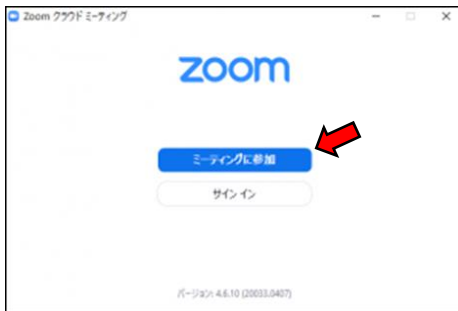 Zoom クラウド ミーティング
zoom
ミーティングに参加
サイン イン
バージョン: 4.6.10 (20033.0407)